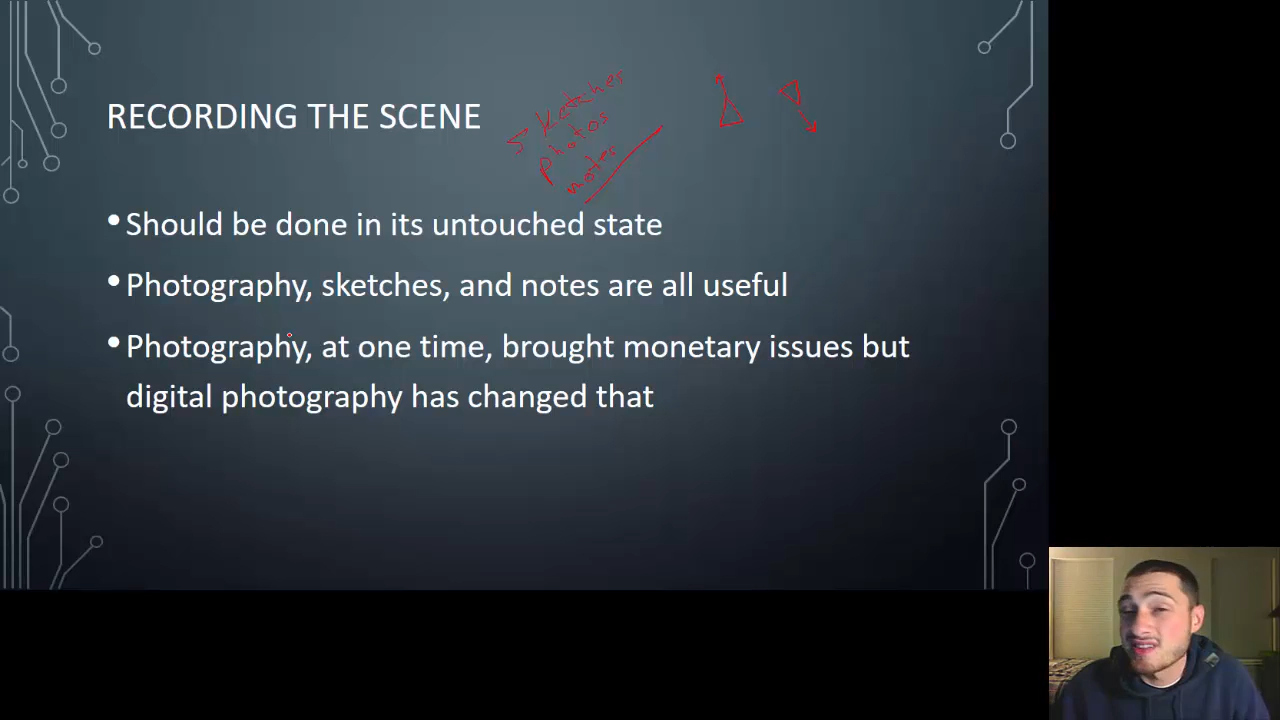 RECORDING THE SCENE
sketches
photos
notes
• Should be done in its untouched state
• Photography, sketches, and notes are all useful
• Photography, at one time, brought monetary issues but
digital photography has changed that